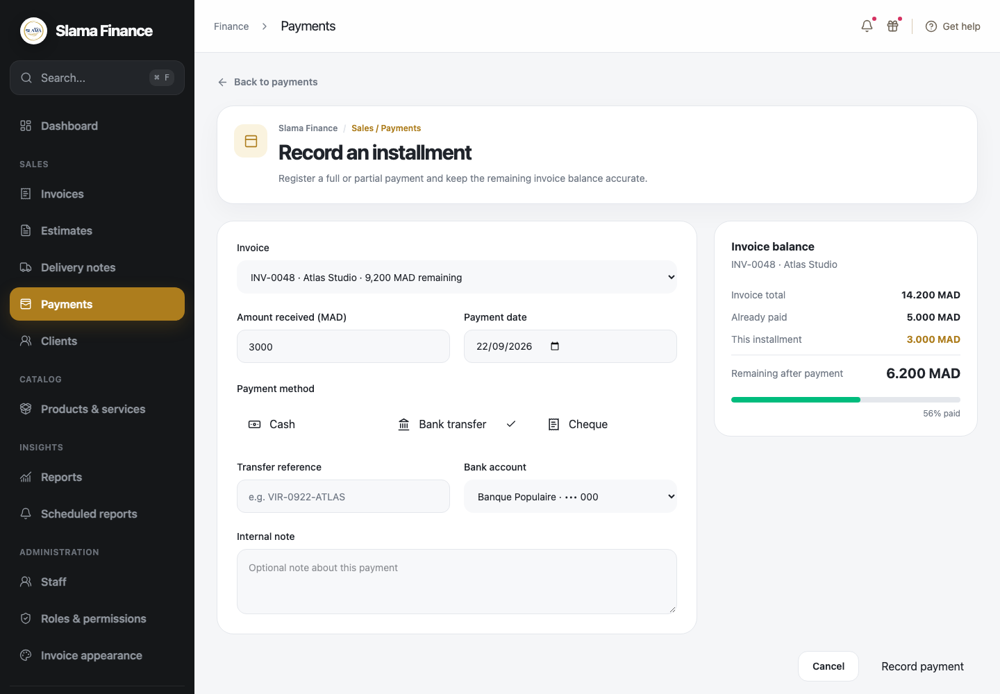 SLAMA
Slama Finance
Search...
⌘ F
Dashboard
SALES
Invoices
Estimates
Delivery notes
Payments
Clients
CATALOG
Products & services
INSIGHTS
Reports
Scheduled reports
ADMINISTRATION
Staff
Roles & permissions
Invoice appearance
Finance > Payments
Get help
Back to payments
Slama Finance / Sales / Payments
Record an installment
Register a full or partial payment and keep the remaining invoice balance accurate.
Invoice
INV-0048 · Atlas Studio · 9,200 MAD remaining
Amount received (MAD)
3000
Payment date
22/09/2026
Payment method
Cash
Bank transfer
Cheque
Transfer reference
e.g. VIR-0922-ATLAS
Bank account
Banque Populaire · ••• 000
Internal note
Optional note about this payment
Invoice balance
INV-0048 · Atlas Studio
Invoice total 14.200 MAD
Already paid 5.000 MAD
This installment 3.000 MAD
Remaining after payment 6.200 MAD
56% paid
Cancel
Record payment